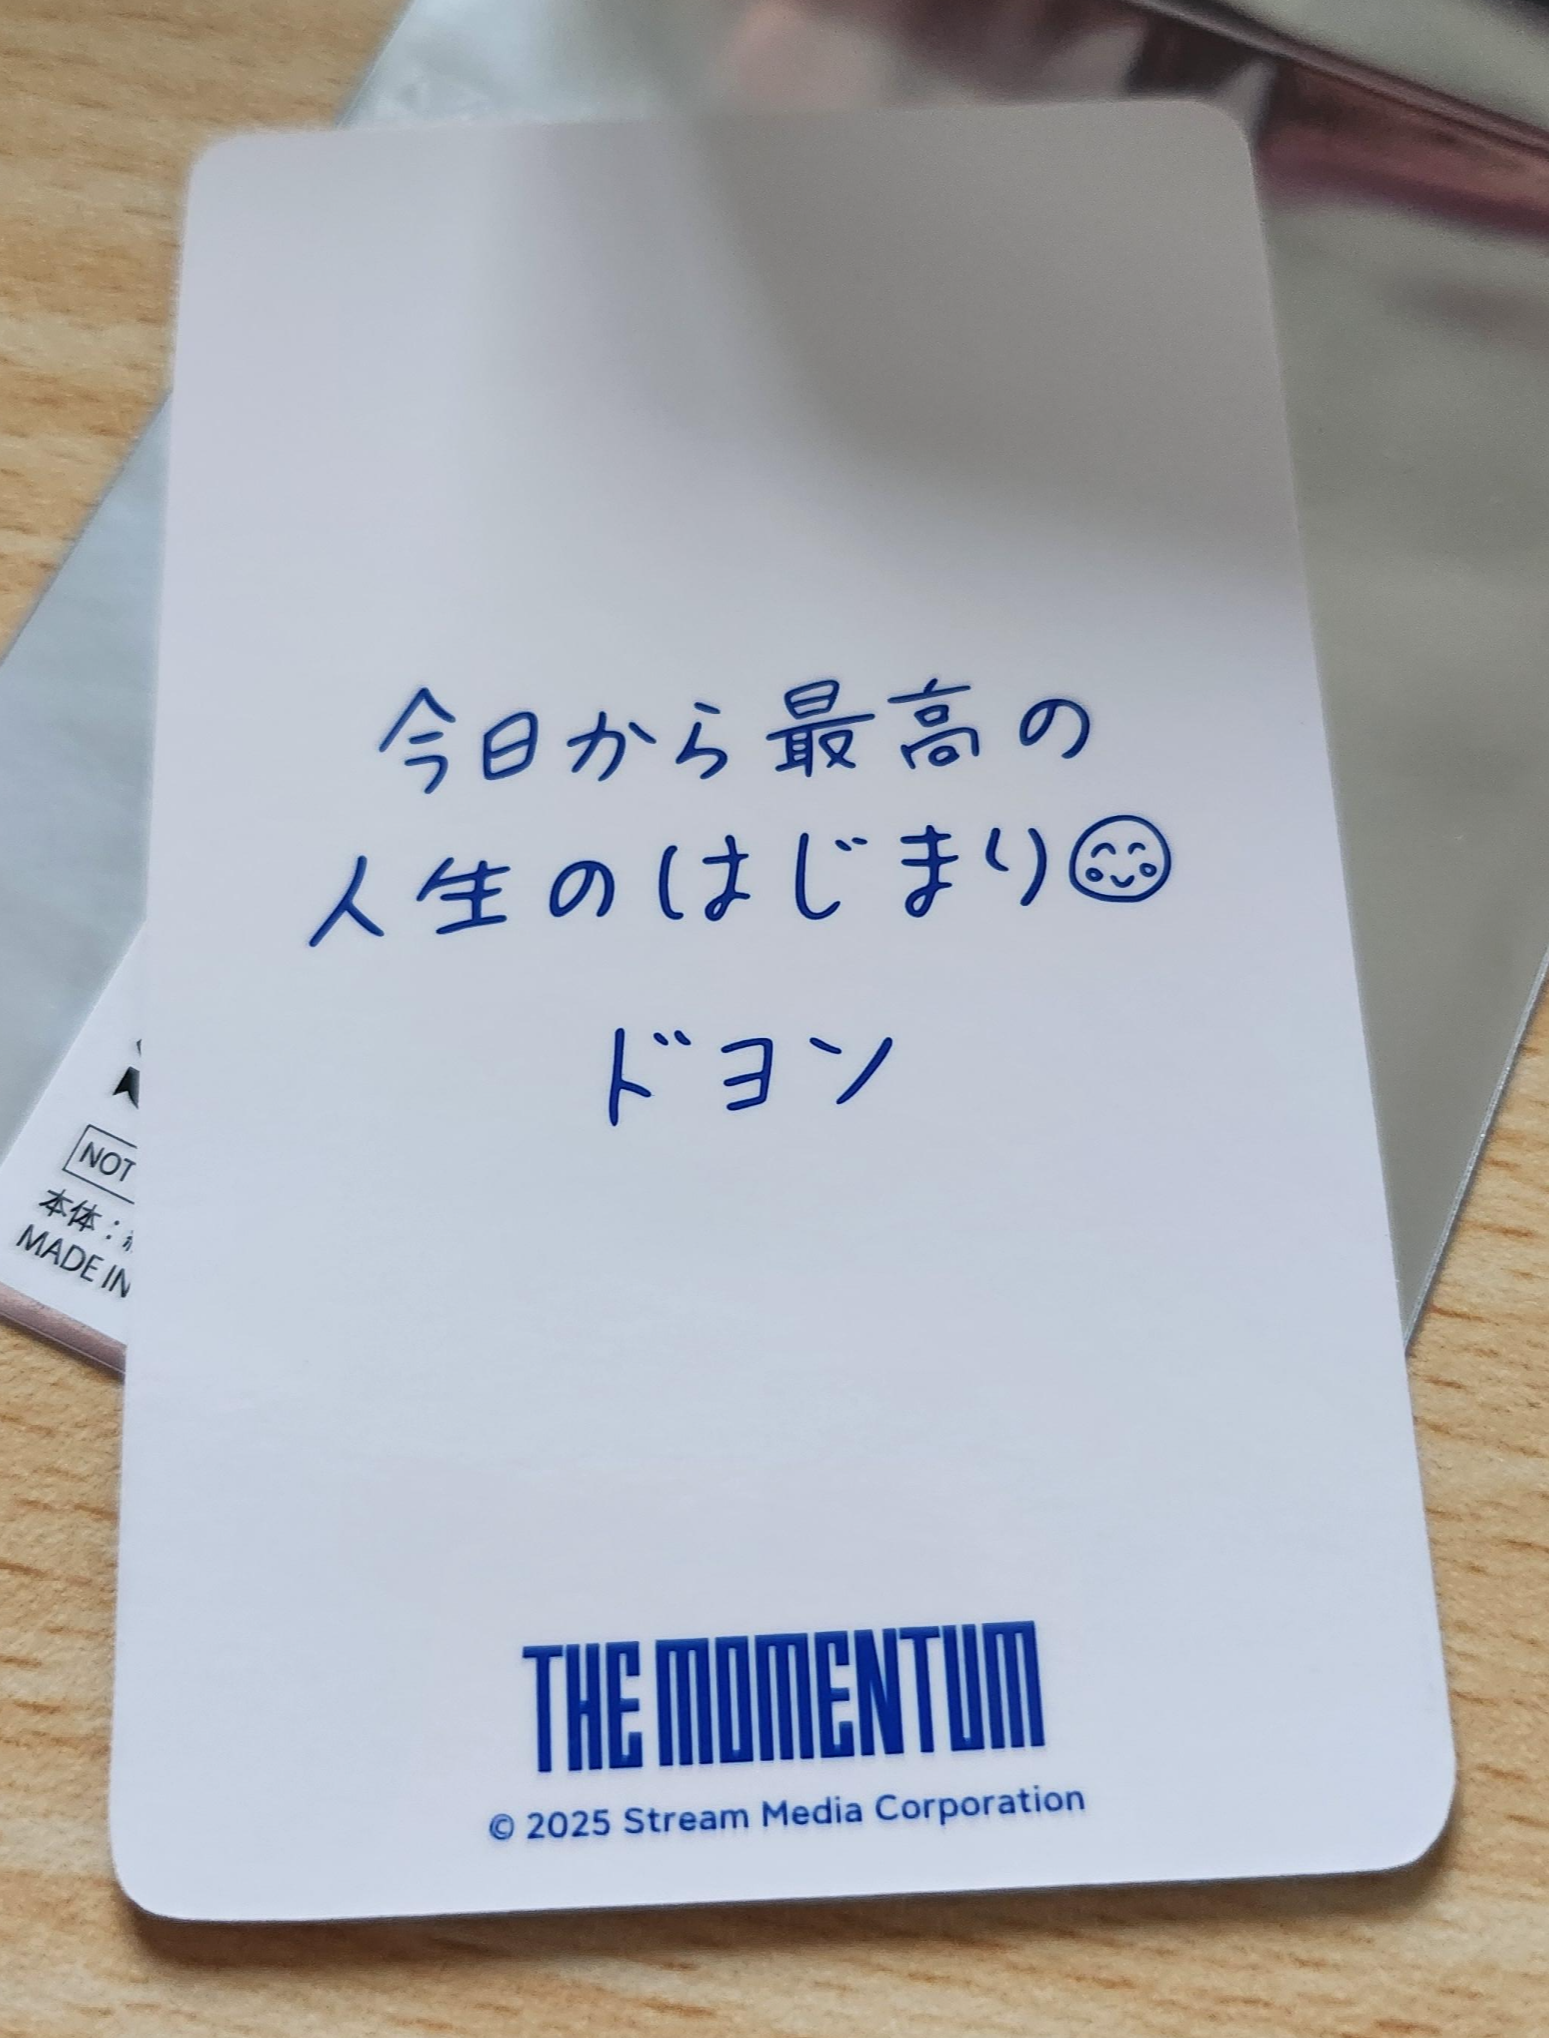 今日から最高の
人生のはじまり
ドヨン
THE MOMENTUM
© 2025 Stream Media Corporation
NOT
本体：
MADE IN